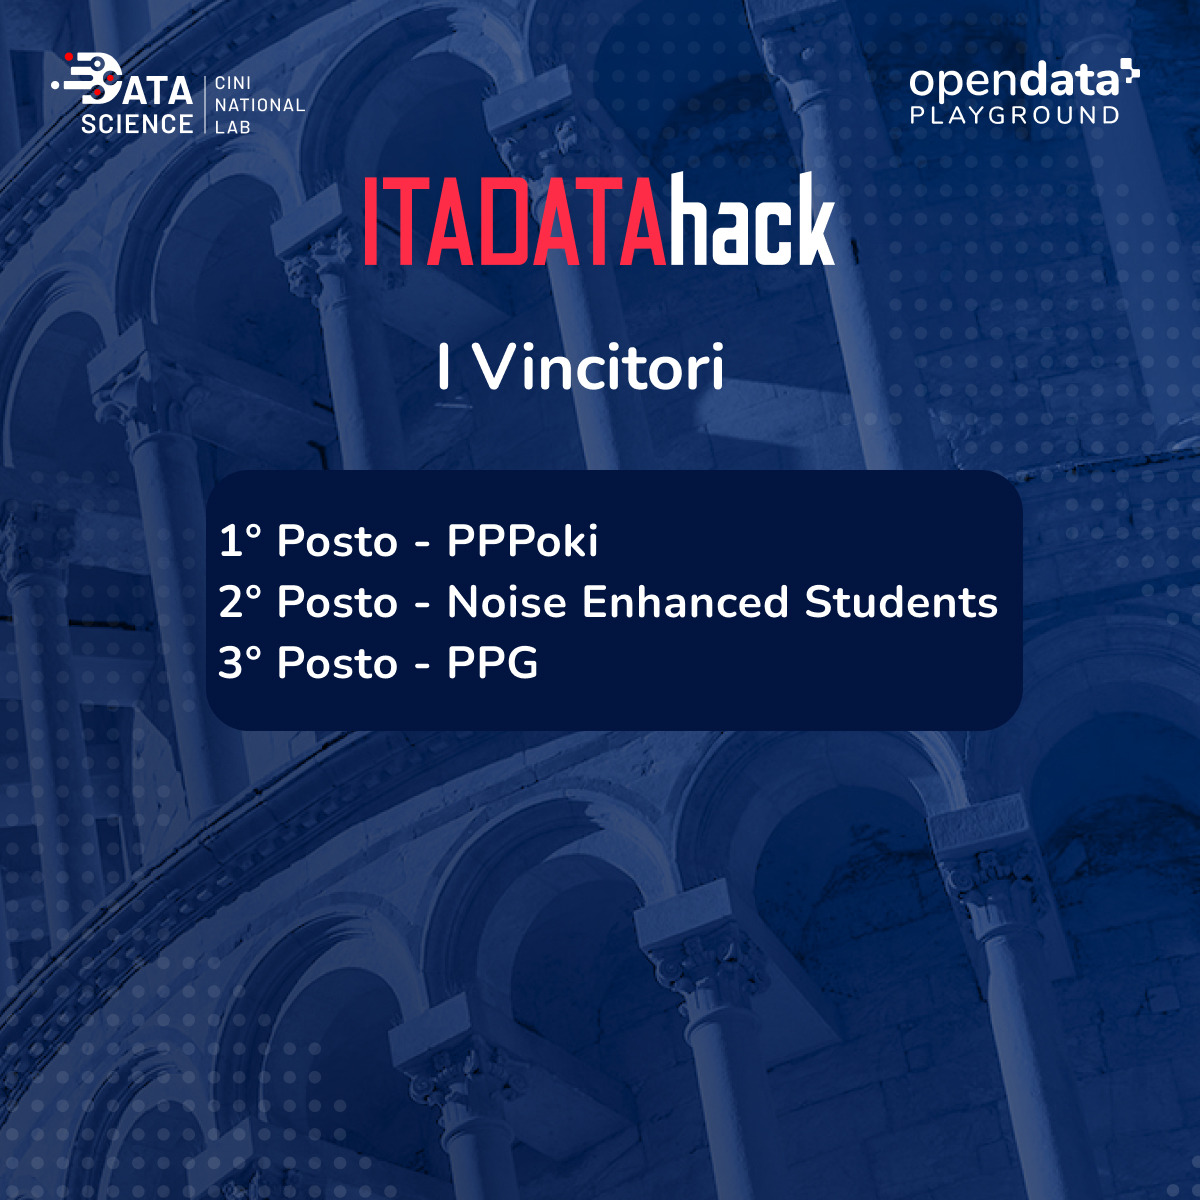 DATA
SCIENCE
CINI
NATIONAL
LAB
opendata
PLAYGROUND
ITADATAhack
I Vincitori
1° Posto - PPPoki
2° Posto - Noise Enhanced Students
3° Posto - PPG